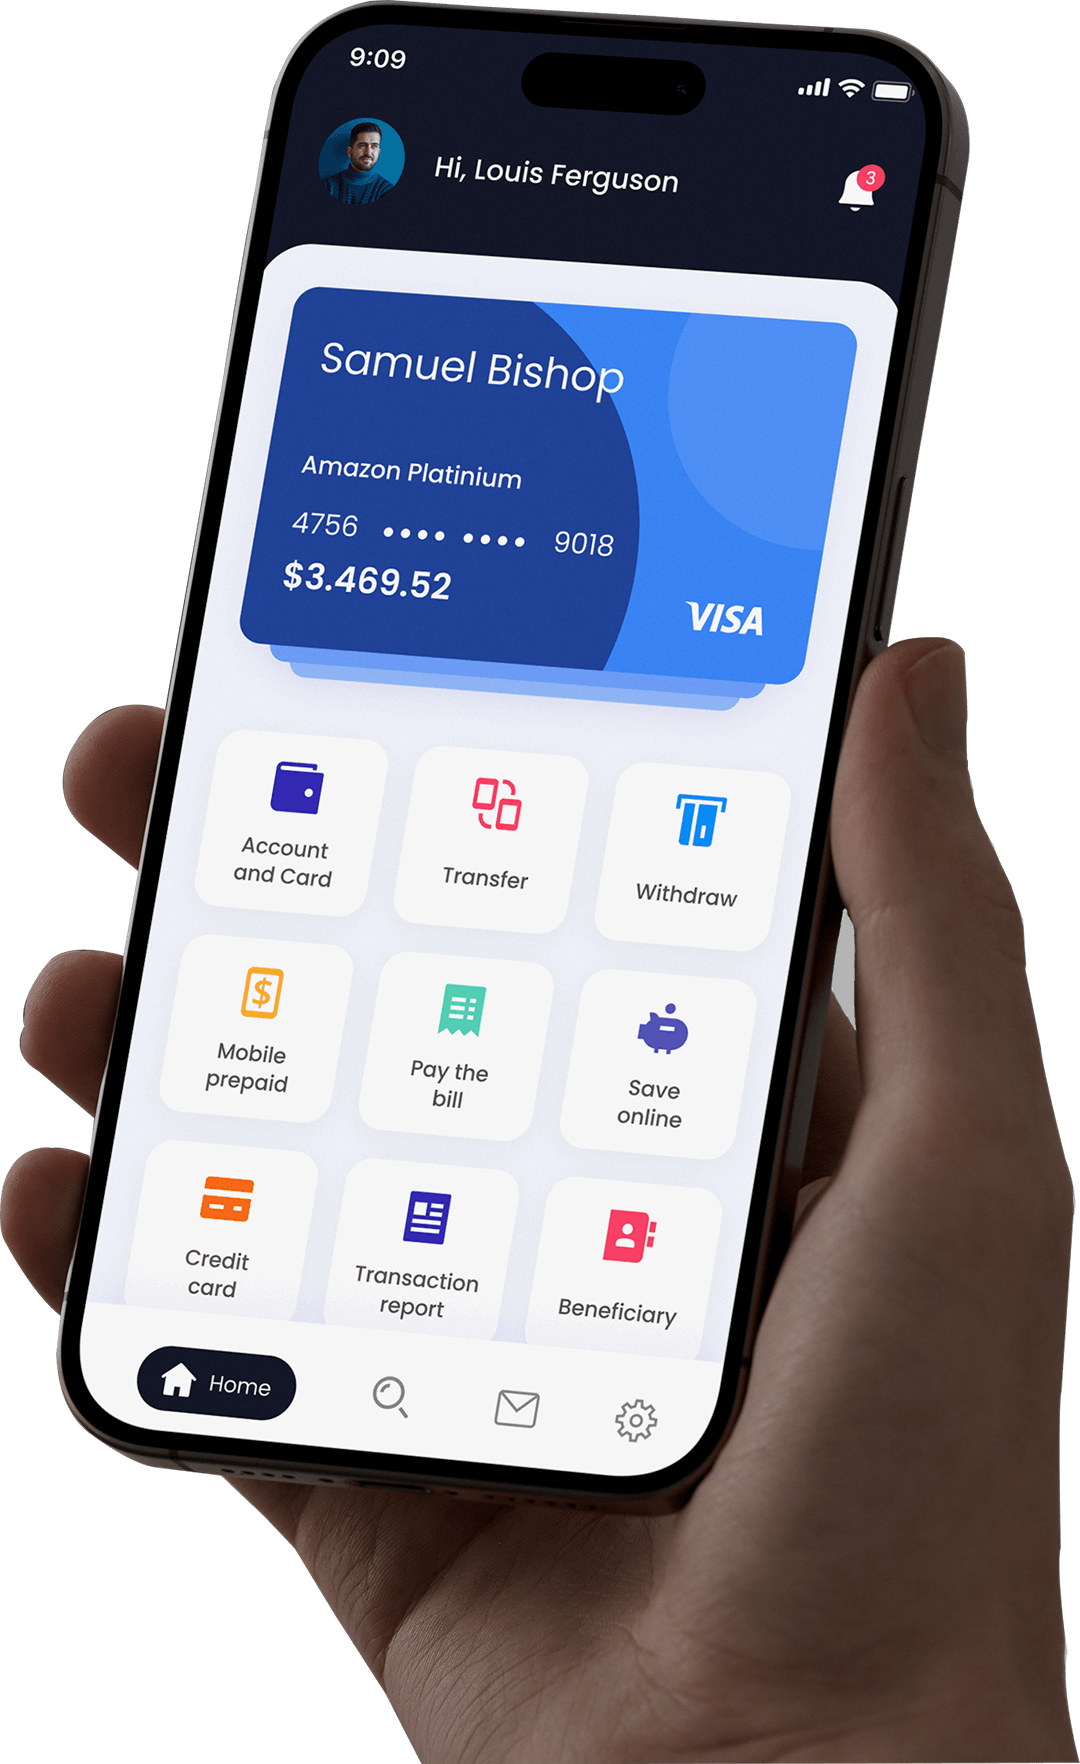 9:09
Hi, Louis Ferguson
3
Samuel Bishop
Amazon Platinium
4756 •••• •••• 9018
$3.469.52
VISA
Account
and Card
Transfer
Withdraw
Mobile
prepaid
Pay the
bill
Save
online
Credit
card
Transaction
report
Beneficiary
Home